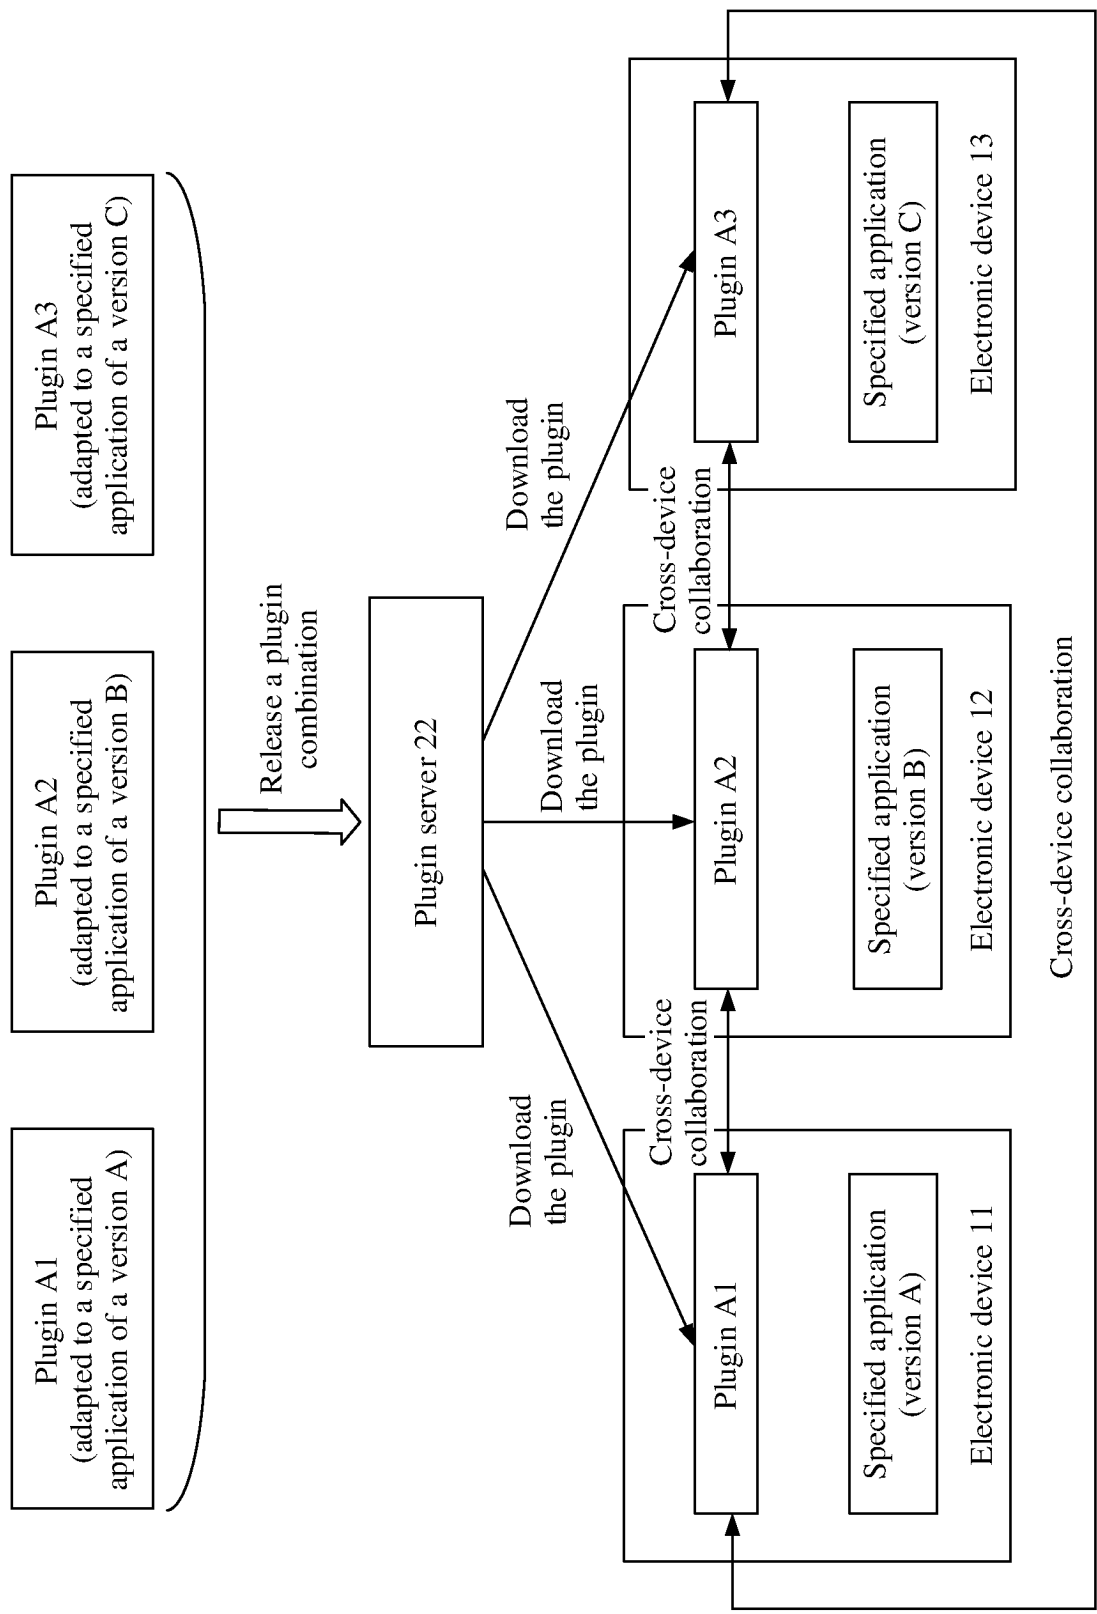 Plugin A1
(adapted to a specified
application of a version A)
Plugin A2
(adapted to a specified
application of a version B)
Plugin A3
(adapted to a specified
application of a version C)
Release a plugin
combination
Plugin server 22
Download
the plugin
Download
the plugin
Download
the plugin
Cross-device
collaboration
Cross-device
collaboration
Plugin A1
Plugin A2
Plugin A3
Specified application
(version A)
Specified application
(version B)
Specified application
(version C)
Electronic device 11
Electronic device 12
Electronic device 13
Cross-device collaboration